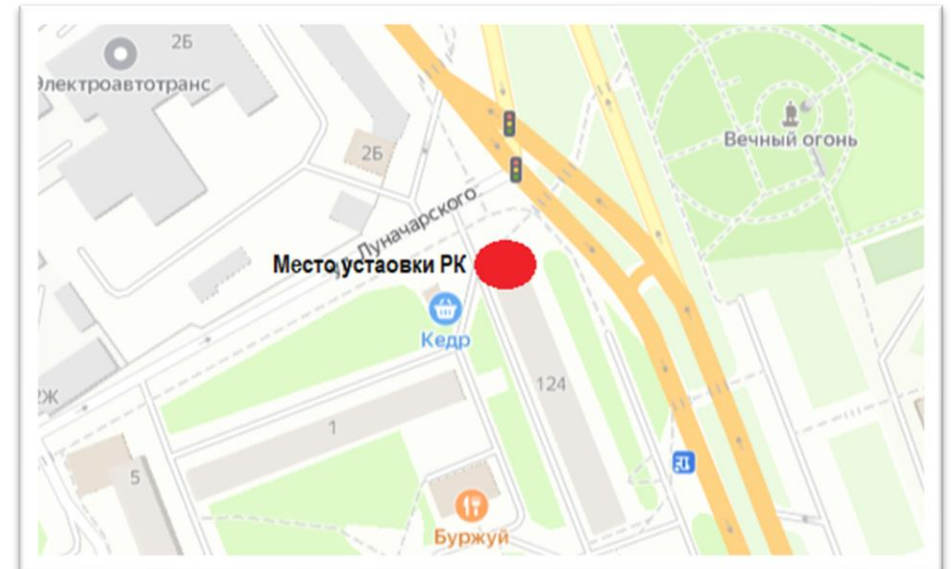 2Б
Электроавтотранс
2Б
Вечный огонь
Луначарского
Место устаовки РК
Кедр
124
2Ж
1
5
Буржуй